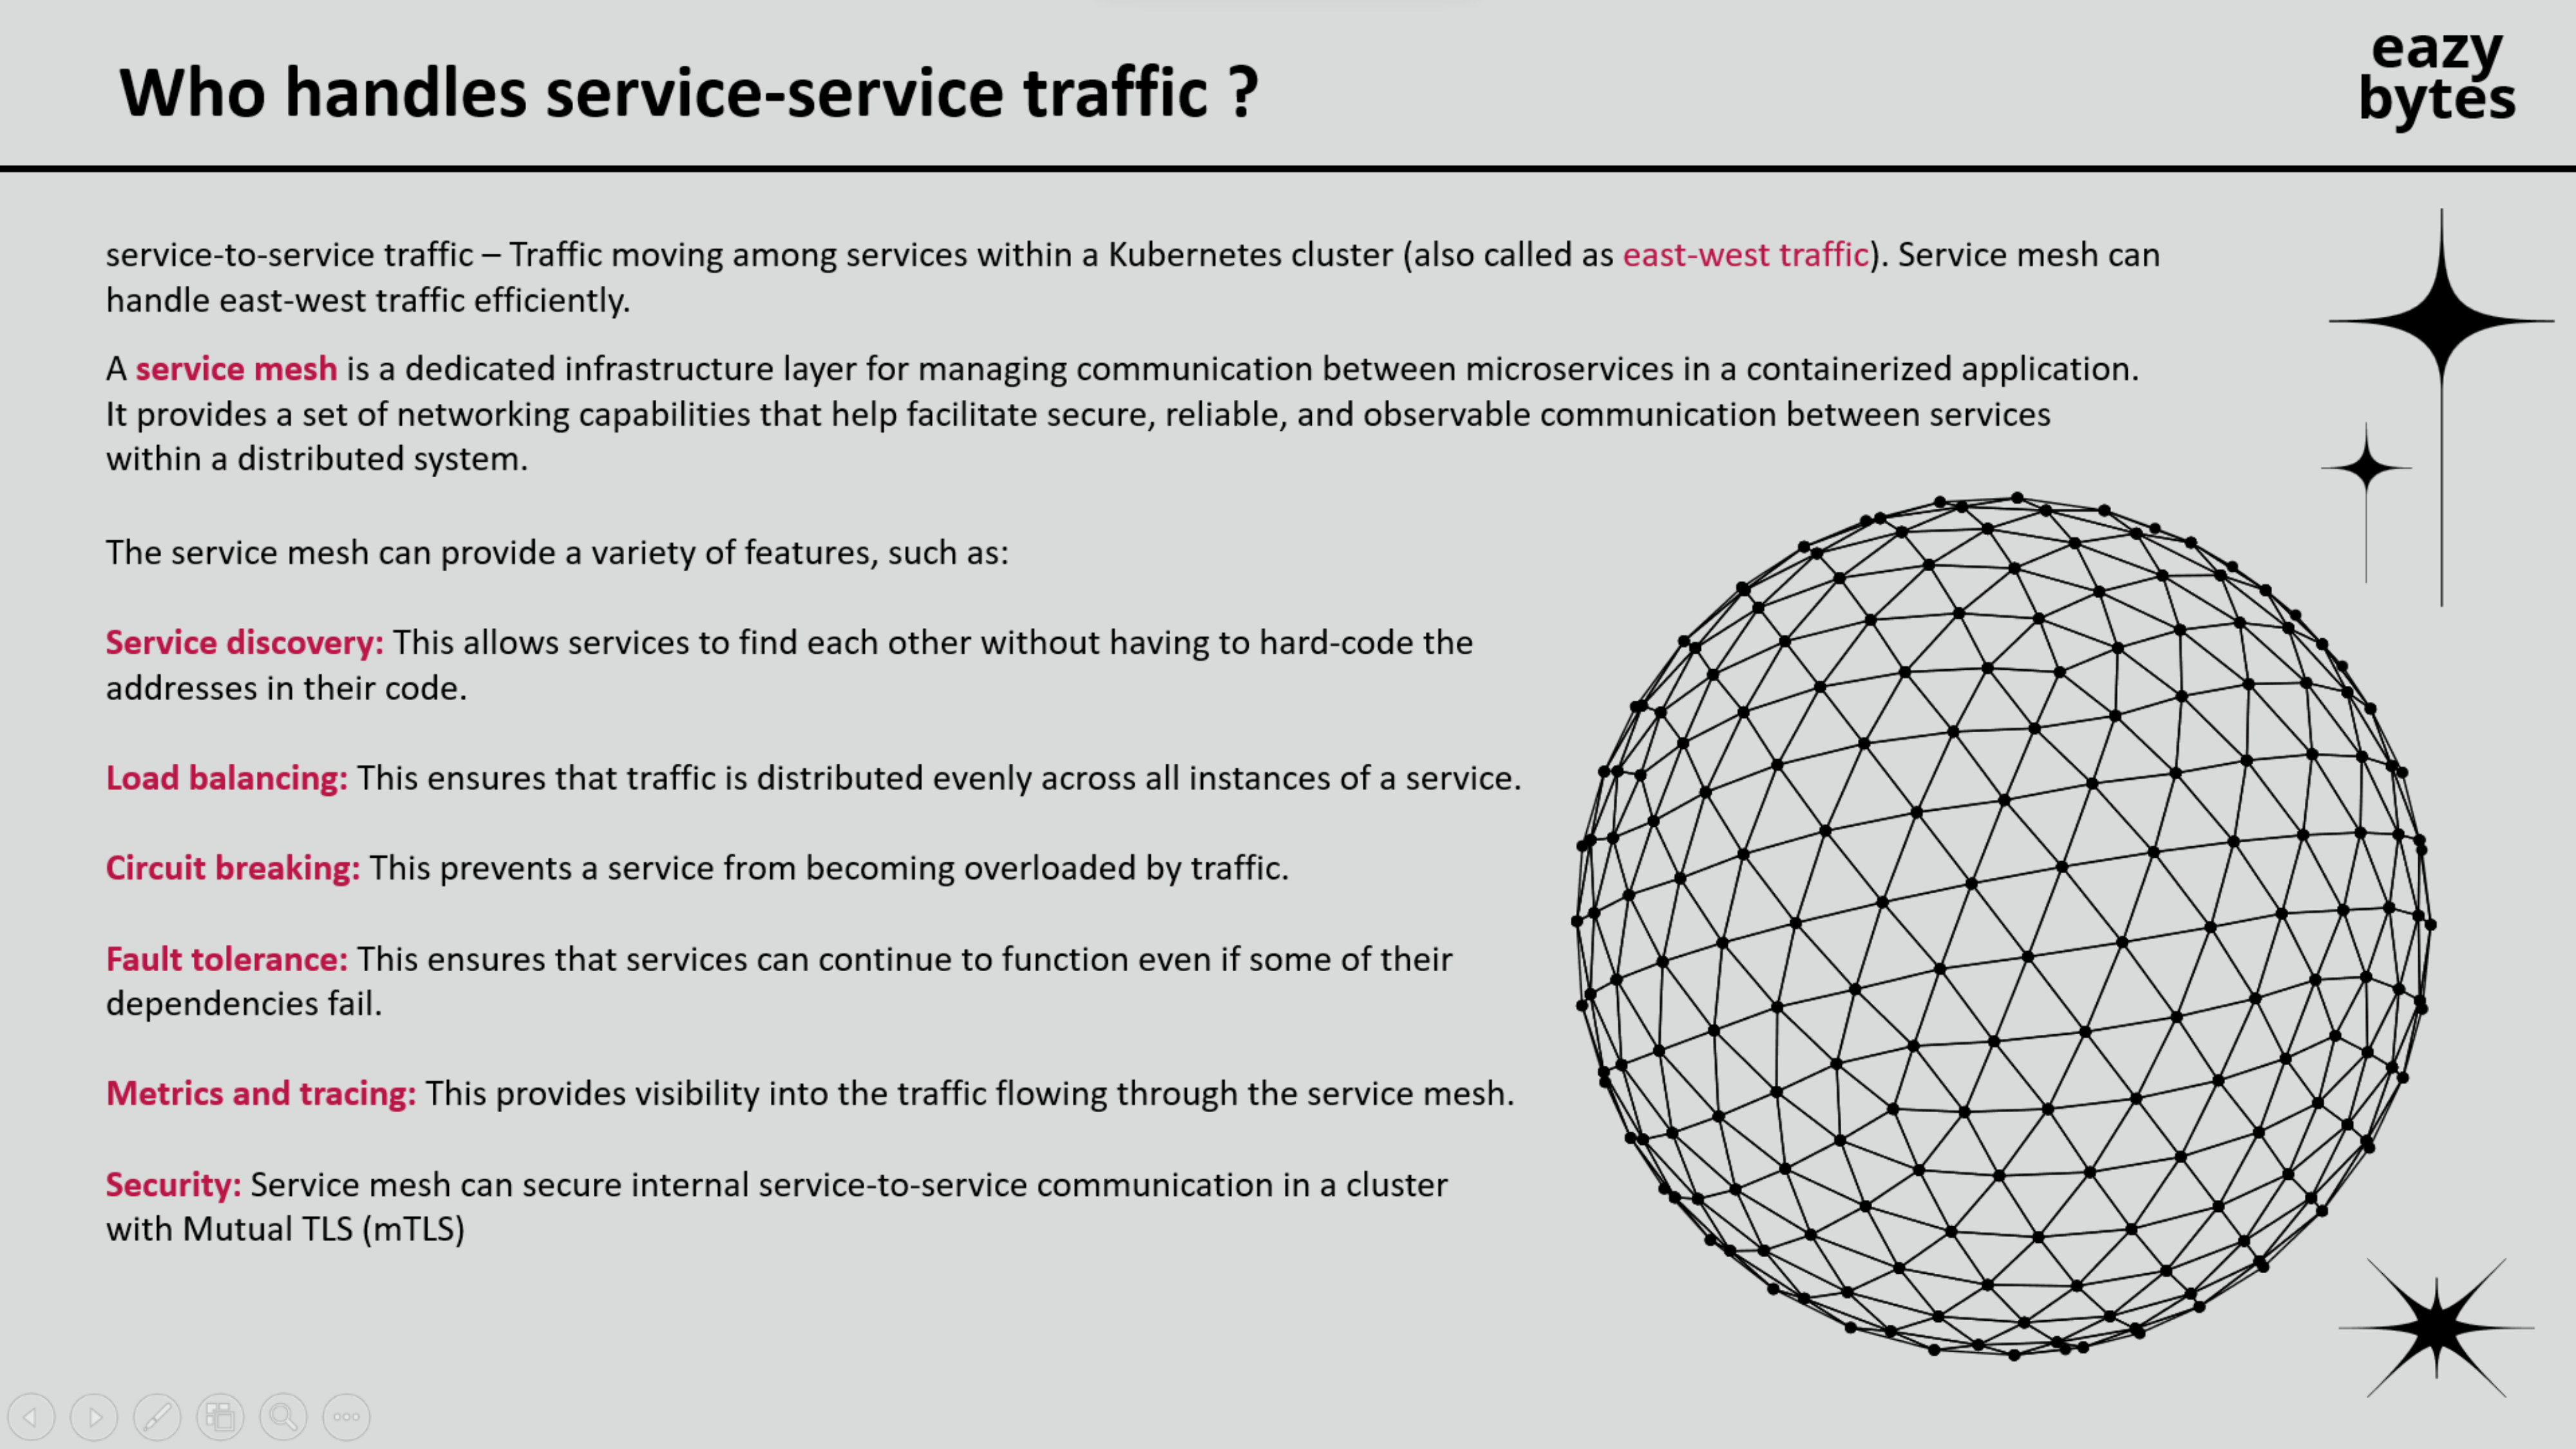 Who handles service-service traffic ?
eazy
bytes
service-to-service traffic – Traffic moving among services within a Kubernetes cluster (also called as east-west traffic). Service mesh can
handle east-west traffic efficiently.
A service mesh is a dedicated infrastructure layer for managing communication between microservices in a containerized application.
It provides a set of networking capabilities that help facilitate secure, reliable, and observable communication between services
within a distributed system.
The service mesh can provide a variety of features, such as:
Service discovery: This allows services to find each other without having to hard-code the
addresses in their code.
Load balancing: This ensures that traffic is distributed evenly across all instances of a service.
Circuit breaking: This prevents a service from becoming overloaded by traffic.
Fault tolerance: This ensures that services can continue to function even if some of their
dependencies fail.
Metrics and tracing: This provides visibility into the traffic flowing through the service mesh.
Security: Service mesh can secure internal service-to-service communication in a cluster
with Mutual TLS (mTLS)